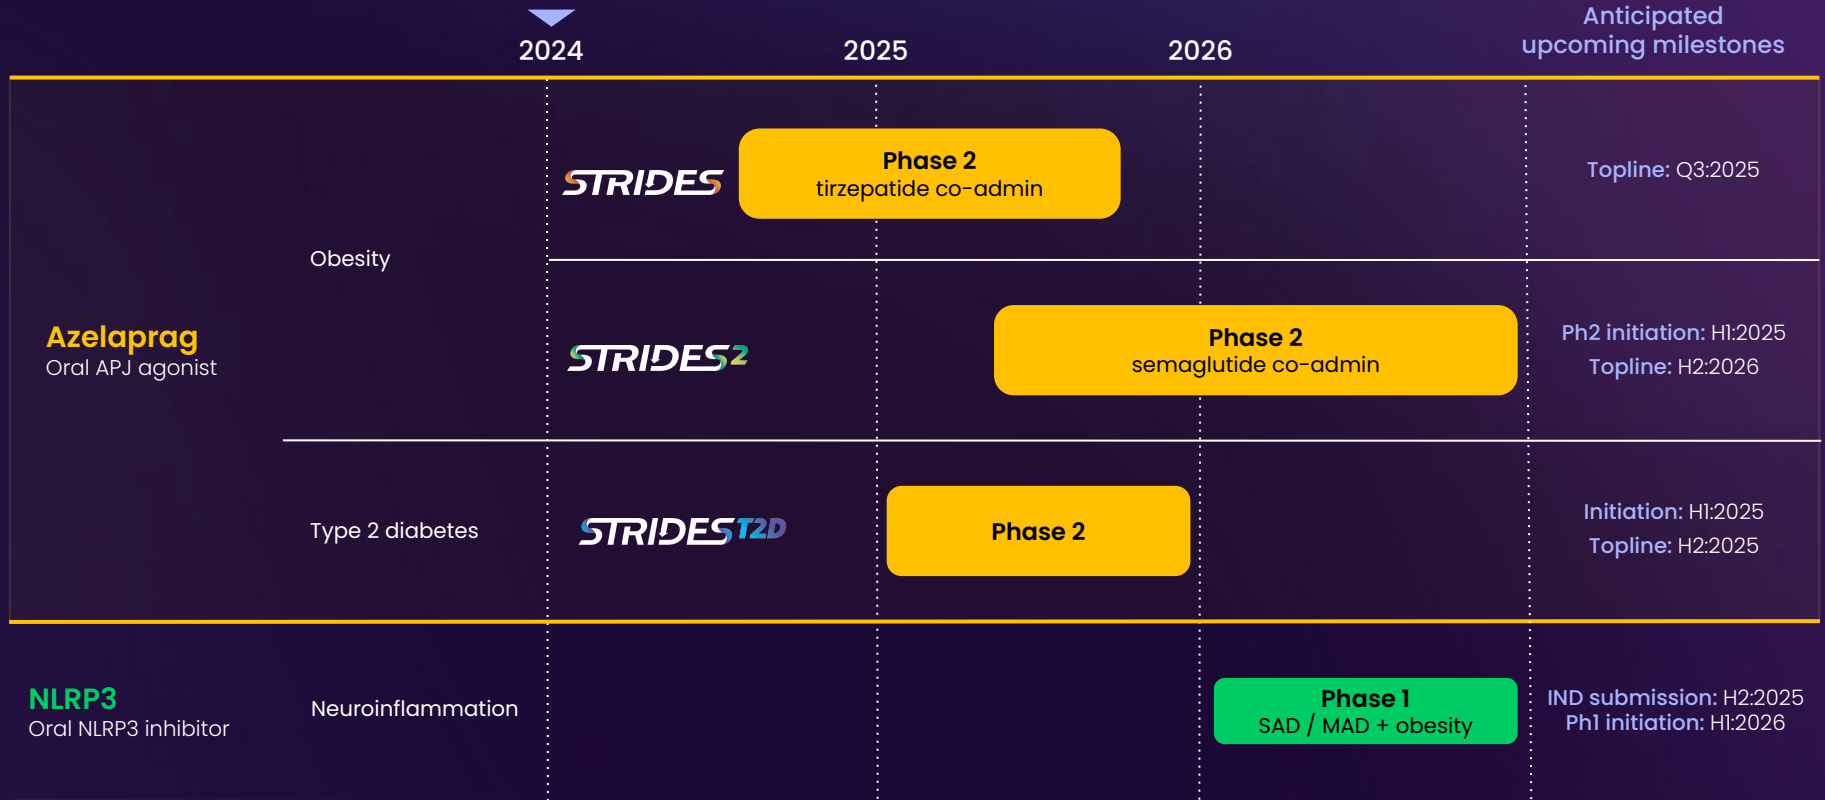 Anticipated
upcoming milestones
2024
2025
2026
Azelaprag
Oral APJ agonist
Obesity
STRIDES
Phase 2
tirzepatide co-admin
Topline: Q3:2025
STRIDES2
Phase 2
semaglutide co-admin
Ph2 initiation: H1:2025
Topline: H2:2026
Type 2 diabetes
STRIDES T2D
Phase 2
Initiation: H1:2025
Topline: H2:2025
NLRP3
Oral NLRP3 inhibitor
Neuroinflammation
Phase 1
SAD / MAD + obesity
IND submission: H2:2025
Ph1 initiation: H1:2026